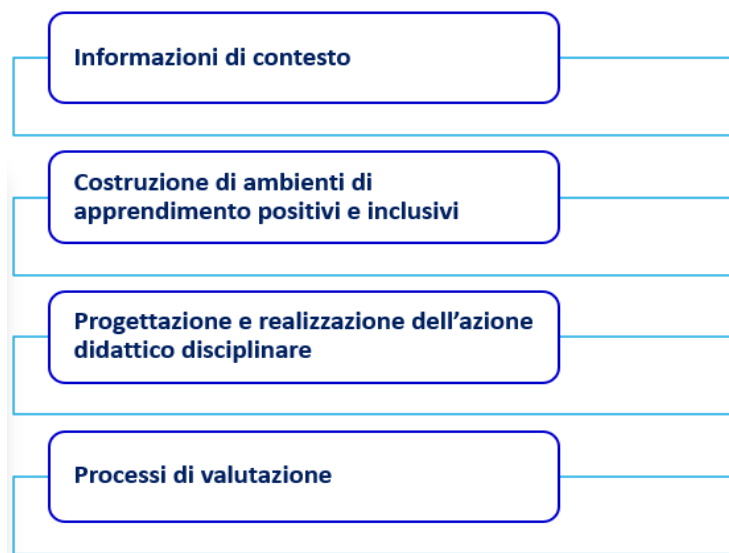 Informazioni di contesto
Costruzione di ambienti di
apprendimento positivi e inclusivi
Progettazione e realizzazione dell’azione
didattico disciplinare
Processi di valutazione